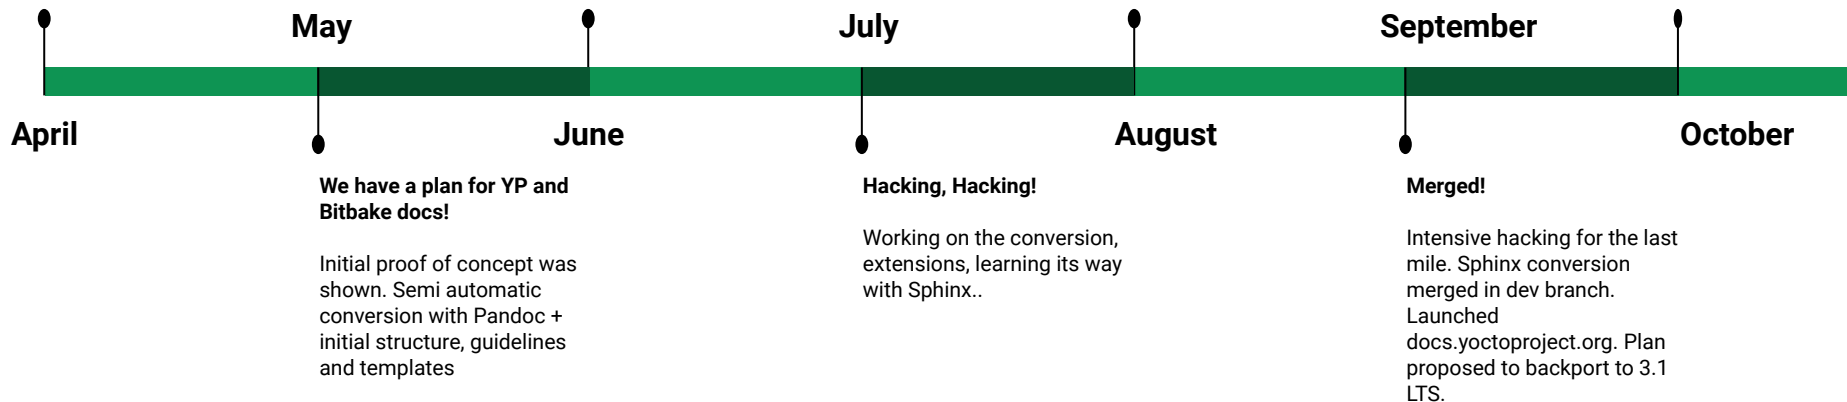 May
July
September
April
June
August
October
We have a plan for YP and
Bitbake docs!
Initial proof of concept was
shown. Semi automatic
conversion with Pandoc +
initial structure, guidelines
and templates
Hacking, Hacking!
Working on the conversion,
extensions, learning its way
with Sphinx..
Merged!
Intensive hacking for the last
mile. Sphinx conversion
merged in dev branch.
Launched
docs.yoctoproject.org. Plan
proposed to backport to 3.1
LTS.